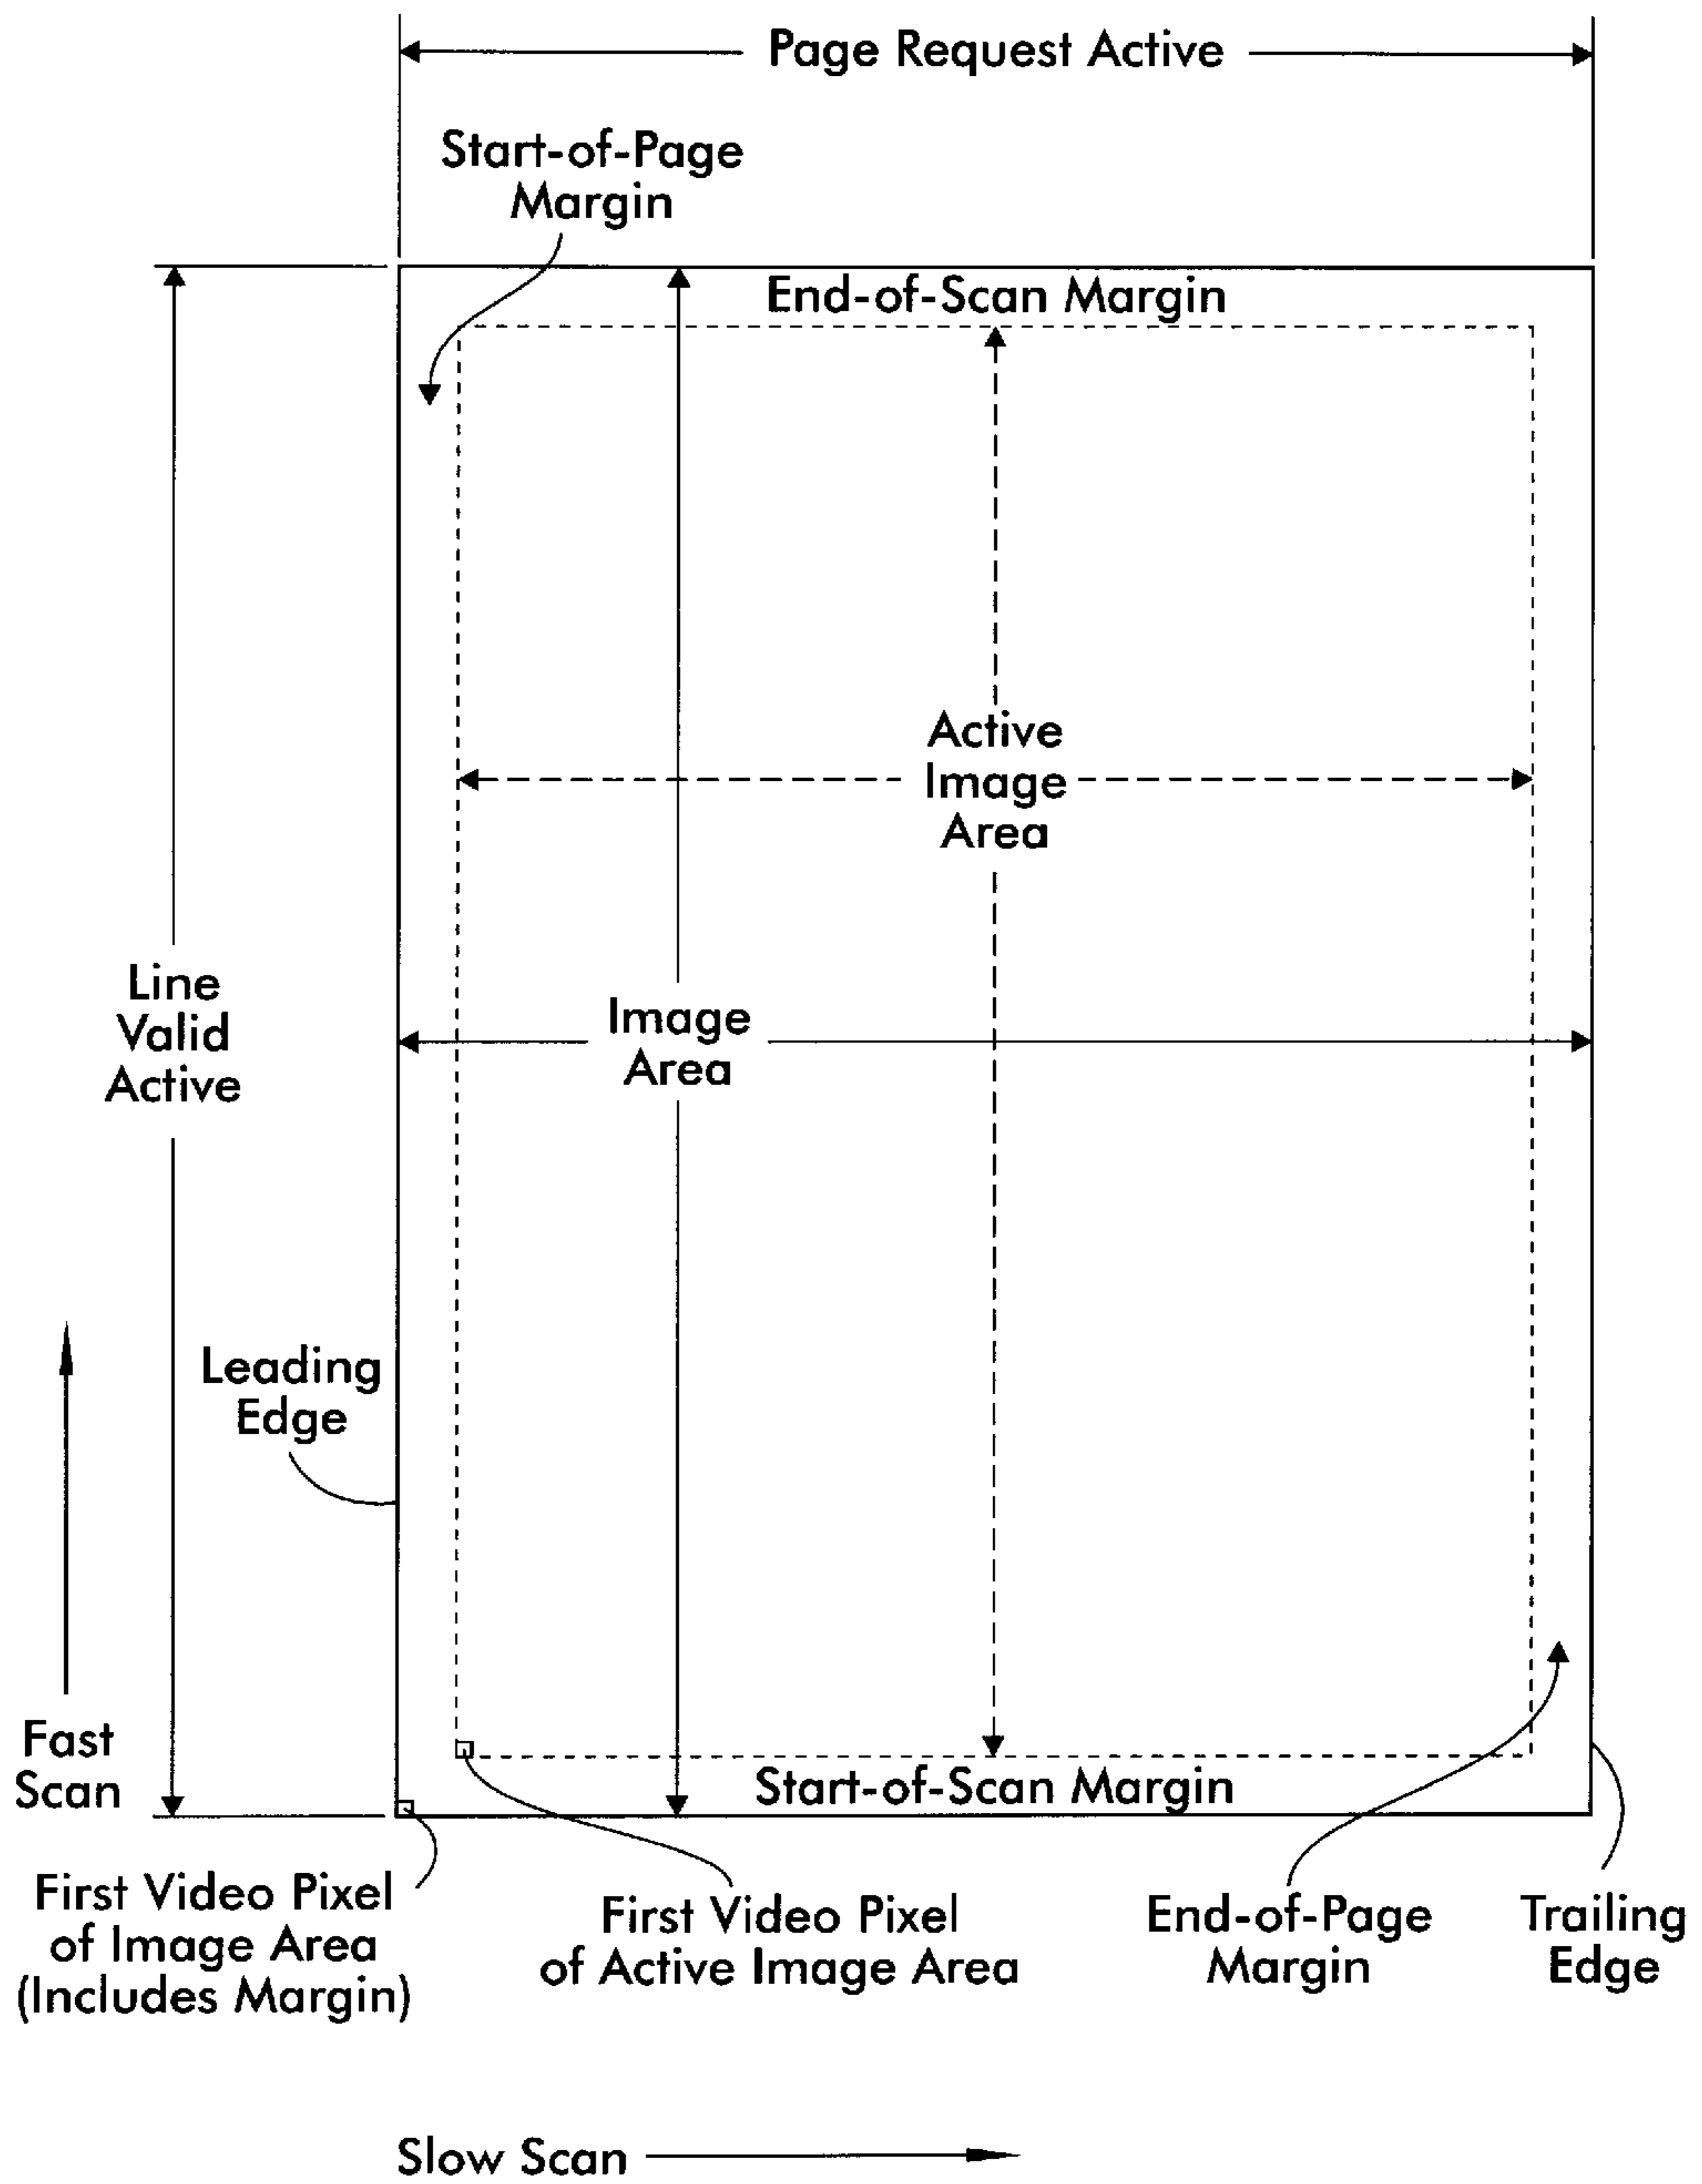 Page Request Active
Start-of-Page
Margin
End-of-Scan Margin
Active
Image
Area
Line
Valid
Active
Image
Area
Leading
Edge
Fast
Scan
Start-of-Scan Margin
First Video Pixel
of Image Area
(Includes Margin)
First Video Pixel
of Active Image Area
End-of-Page
Margin
Trailing
Edge
Slow Scan